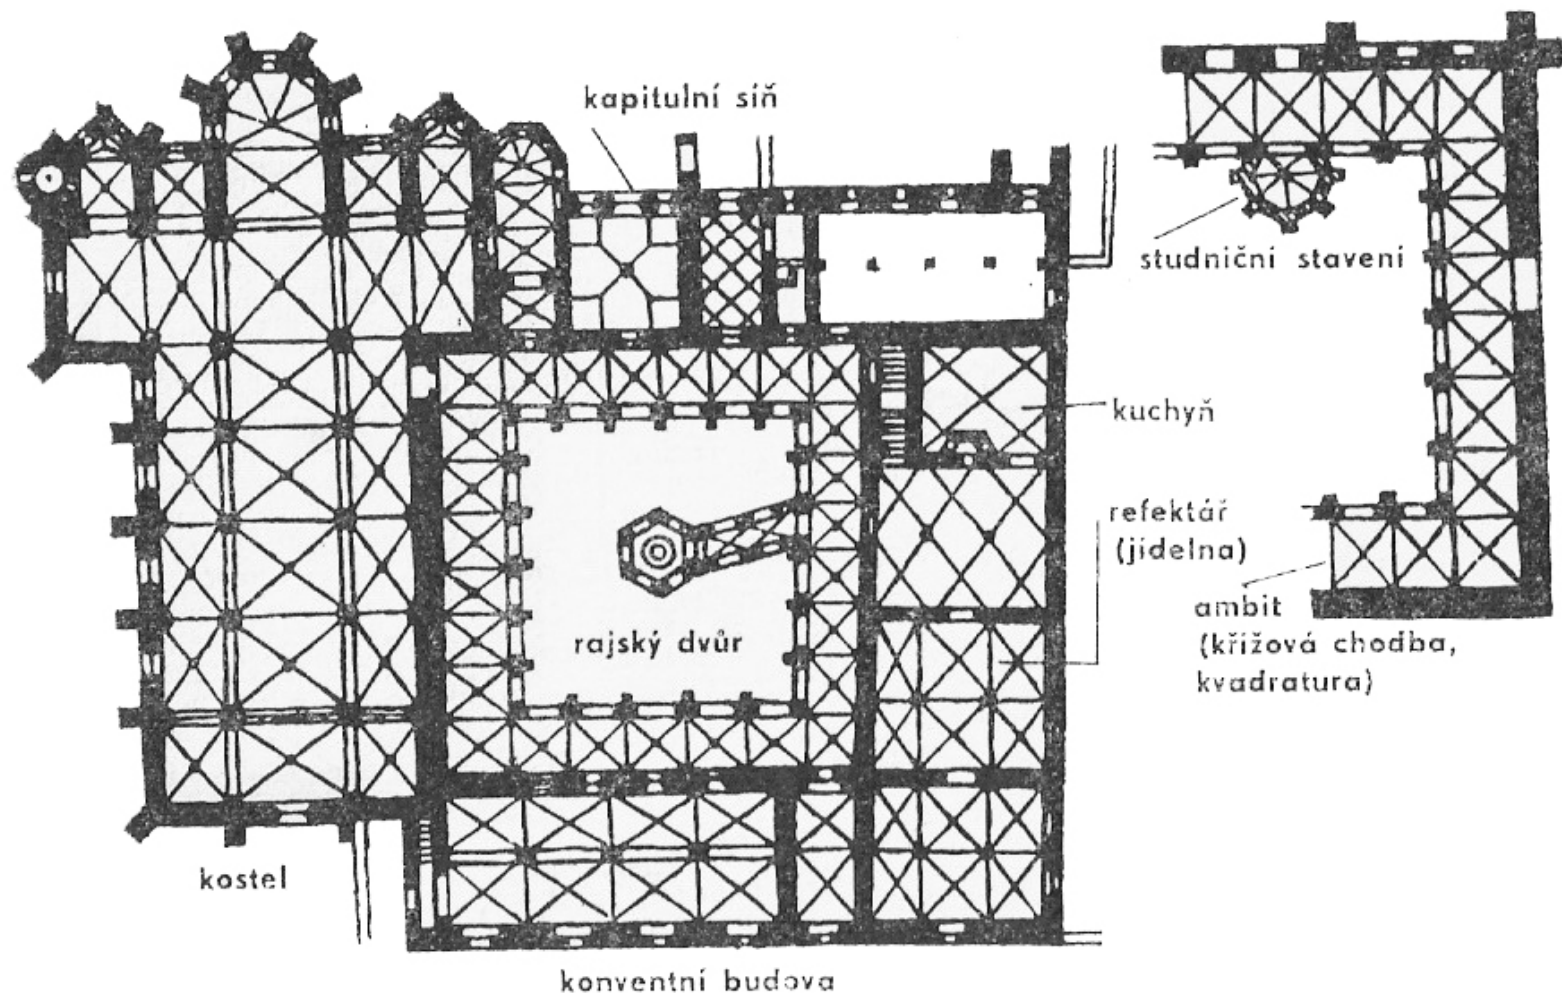 kapitulní síň
studniční stavení
kuchyň
refektář
(jídelna)
ambit
(křížová chodba,
kvadratura)
rajský dvůr
kostel
konventní budova